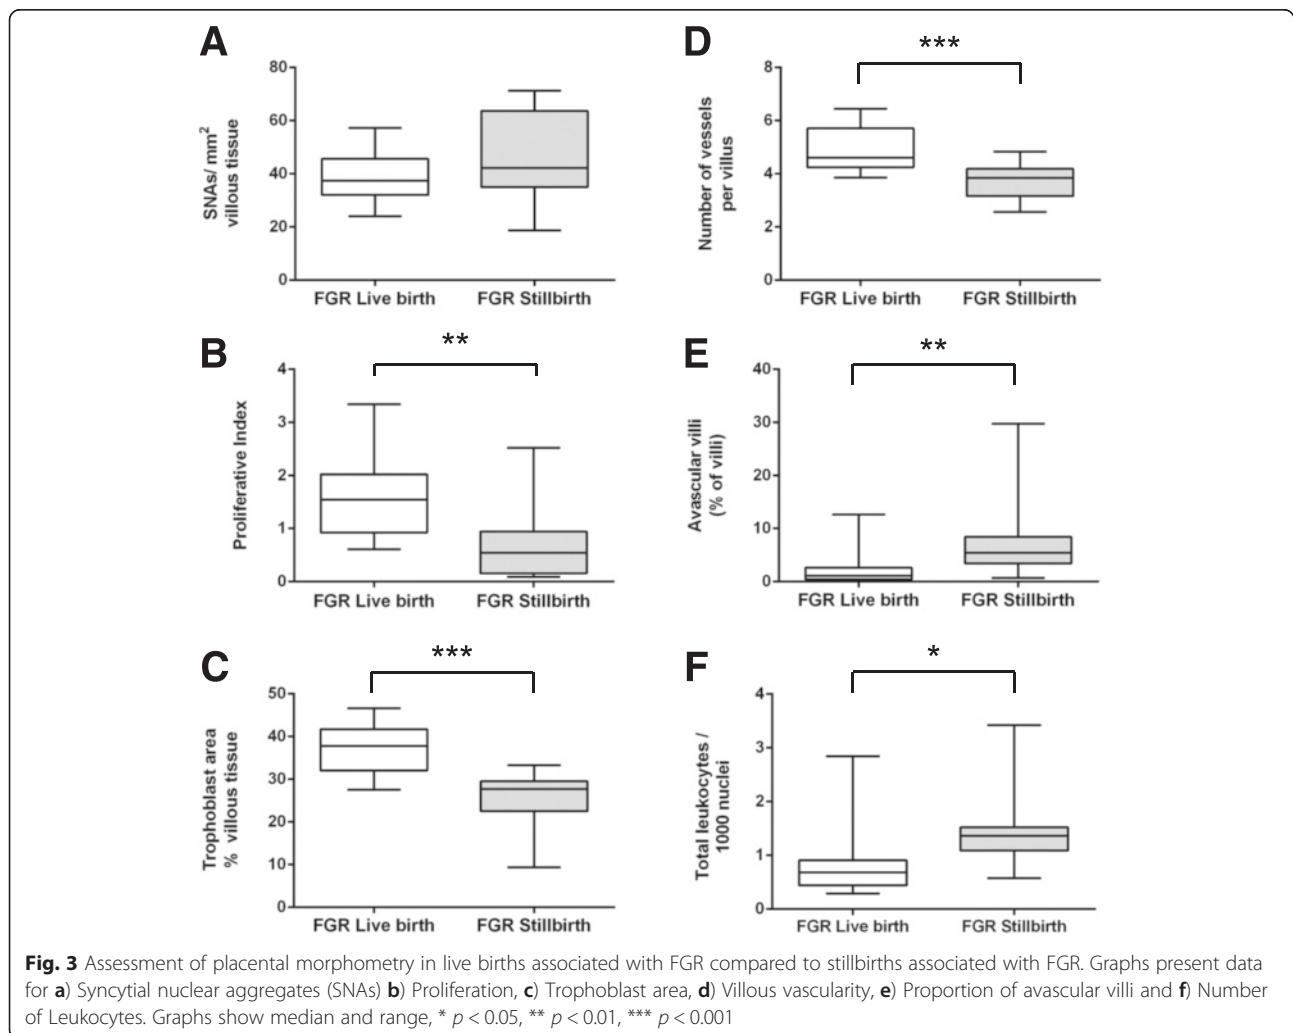 A
SNAs/ mm2
villous tissue
80
60
40
20
0
FGR Live birth
FGR Stillbirth
D
***
Number of vessels
per villus
8
6
4
2
0
FGR Live birth
FGR Stillbirth
B
**
Proliferative Index
4
3
2
1
0
FGR Live birth
FGR Stillbirth
E
**
Avascular villi
(% of villi)
40
30
20
10
0
FGR Live birth
FGR Stillbirth
C
***
Trophoblast area
% villous tissue
50
40
30
20
10
0
FGR Live birth
FGR Stillbirth
F
*
Total leukocytes /
1000 nuclei
4
3
2
1
0
FGR Live birth
FGR Stillbirth
Fig. 3 Assessment of placental morphometry in live births associated with FGR compared to stillbirths associated with FGR. Graphs present data
for a) Syncytial nuclear aggregates (SNAs) b) Proliferation, c) Trophoblast area, d) Villous vascularity, e) Proportion of avascular villi and f) Number
of Leukocytes. Graphs show median and range, * p < 0.05, ** p < 0.01, *** p < 0.001